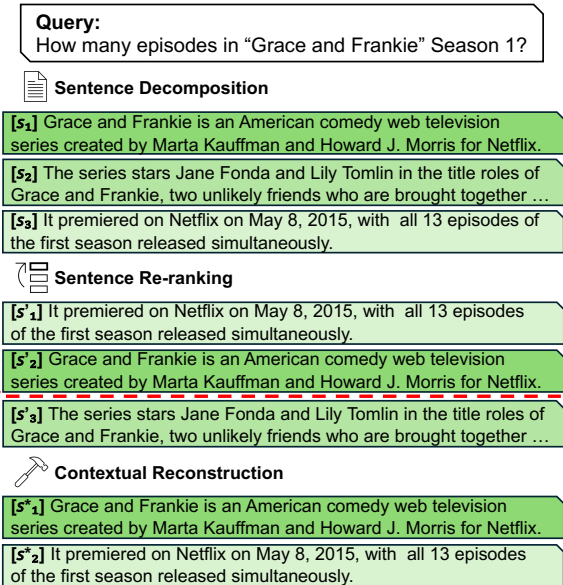 Query:
How many episodes in “Grace and Frankie” Season 1?
Sentence Decomposition
[s₁] Grace and Frankie is an American comedy web television
series created by Marta Kauffman and Howard J. Morris for Netflix.
[s₂] The series stars Jane Fonda and Lily Tomlin in the title roles of
Grace and Frankie, two unlikely friends who are brought together …
[s₃] It premiered on Netflix on May 8, 2015, with all 13 episodes of
the first season released simultaneously.
Sentence Re-ranking
[s'₁] It premiered on Netflix on May 8, 2015, with all 13 episodes
of the first season released simultaneously.
[s'₂] Grace and Frankie is an American comedy web television
series created by Marta Kauffman and Howard J. Morris for Netflix.
[s'₃] The series stars Jane Fonda and Lily Tomlin in the title roles of
Grace and Frankie, two unlikely friends who are brought together …
Contextual Reconstruction
[s*₁] Grace and Frankie is an American comedy web television
series created by Marta Kauffman and Howard J. Morris for Netflix.
[s*₂] It premiered on Netflix on May 8, 2015, with all 13 episodes
of the first season released simultaneously.